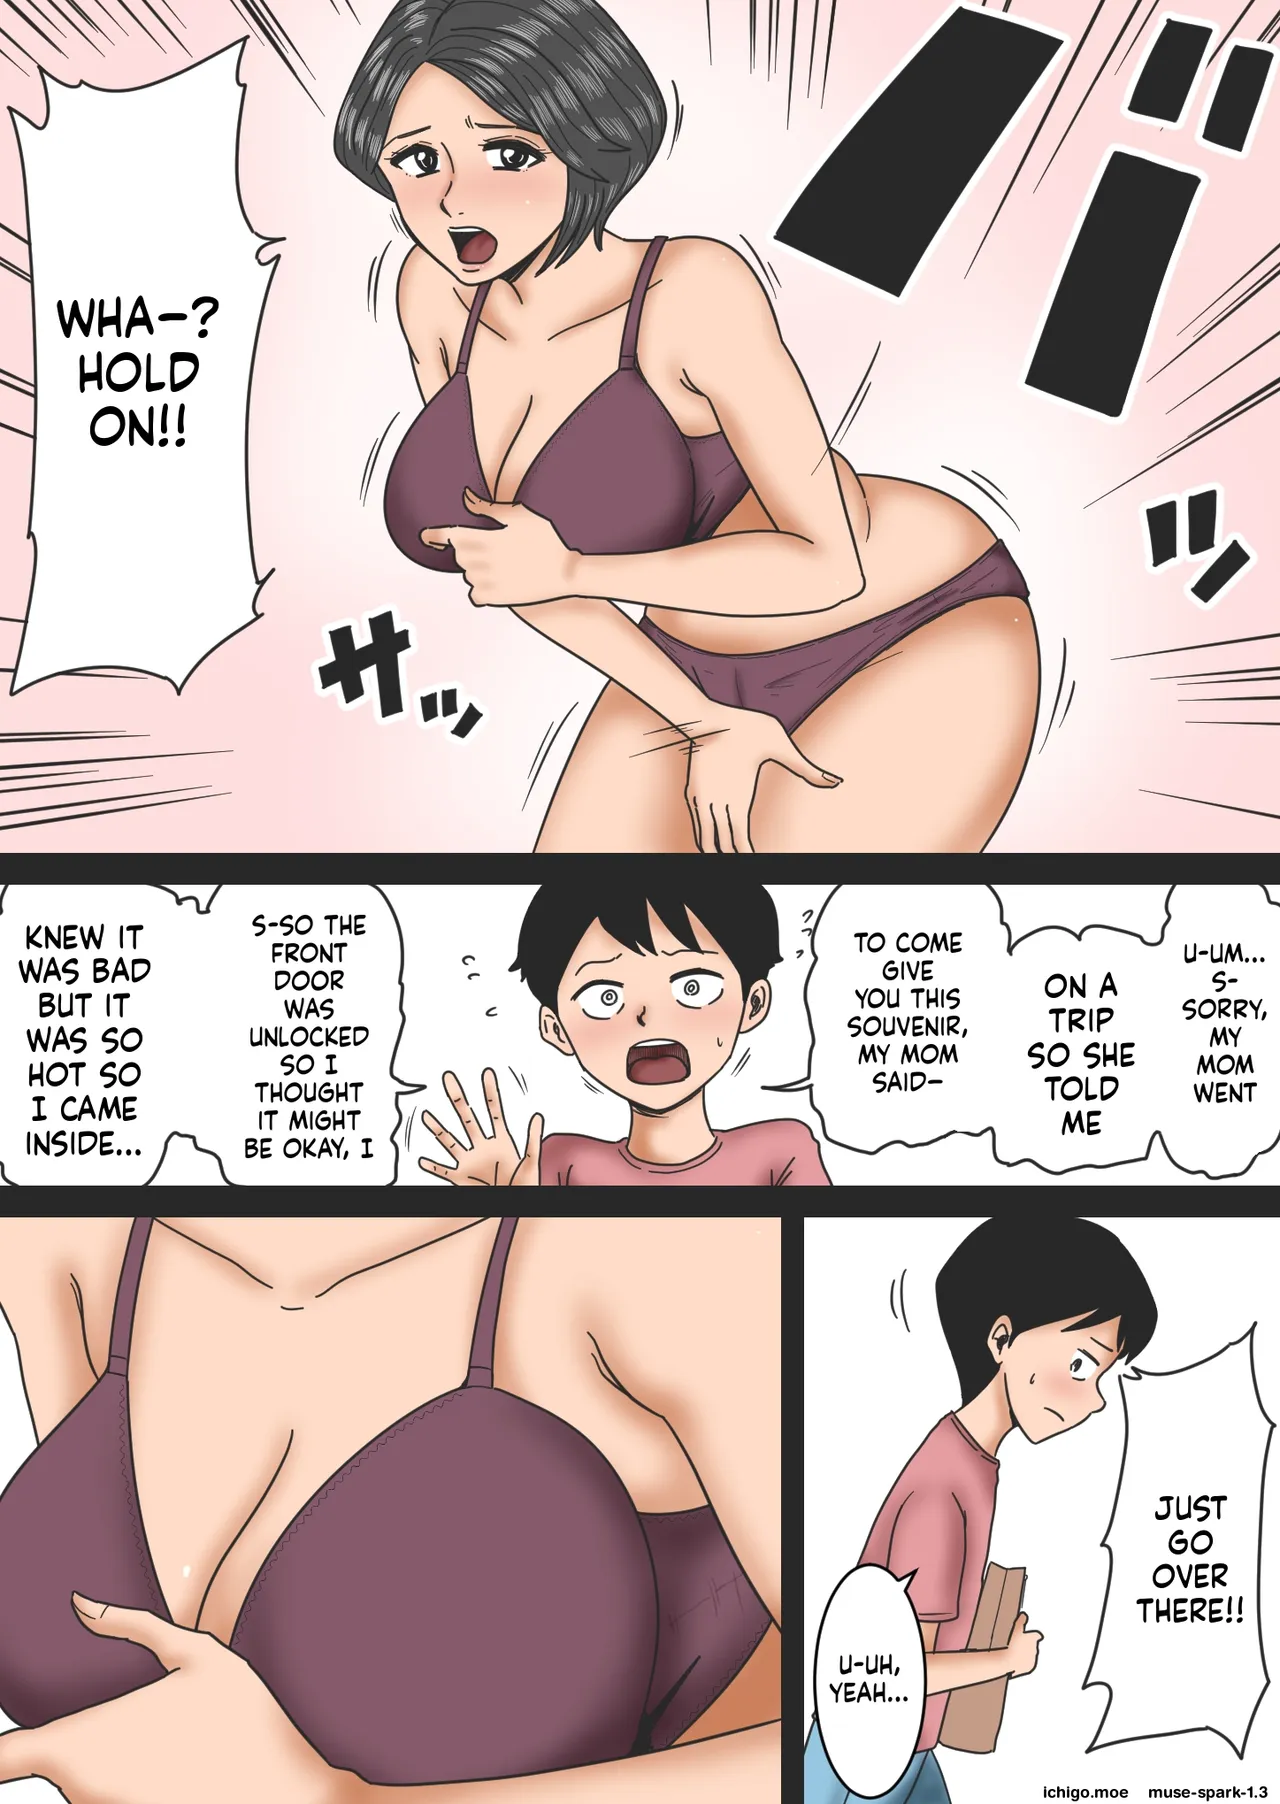 WHA-?
HOLD
ON!!
サッ
ッ
U-UM...
S-
SORRY,
MY
MOM
WENT
ON A
TRIP
SO SHE
TOLD
ME
TO COME
GIVE
YOU THIS
SOUVENIR,
MY MOM
SAID-
S-SO THE
FRONT
DOOR
WAS
UNLOCKED
SO I
THOUGHT
IT MIGHT
BE OKAY, I
KNEW IT
WAS BAD
BUT IT
WAS SO
HOT SO
I CAME
INSIDE...
JUST
GO
OVER
THERE!!
U-UH,
YEAH...
ichigo.moe muse-spark-1.3